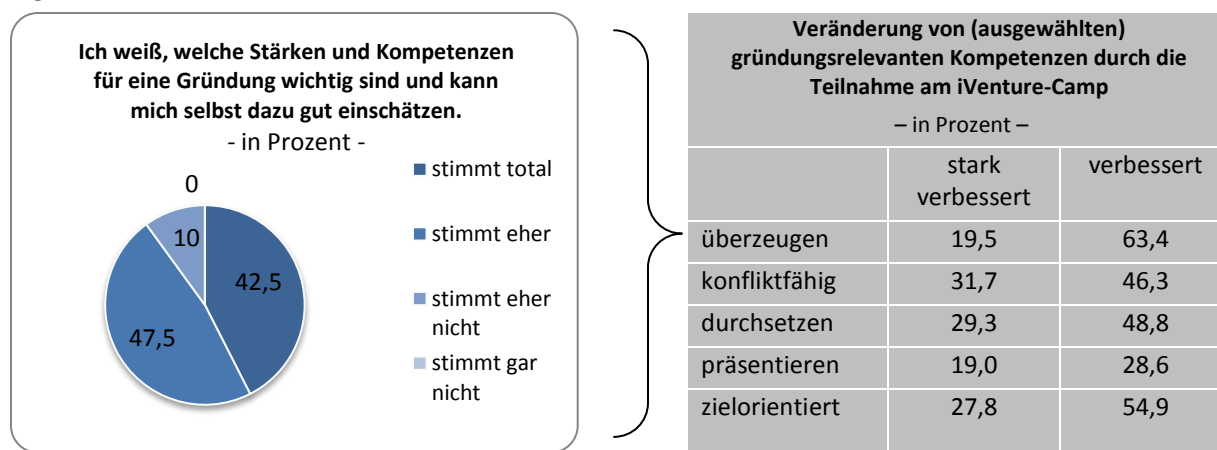 Ich weiß, welche Stärken und Kompetenzen
für eine Gründung wichtig sind und kann
mich selbst dazu gut einschätzen.
- in Prozent -
0
10
42,5
47,5
stimmt total
stimmt eher
stimmt eher
nicht
stimmt gar
nicht
Veränderung von (ausgewählten)
gründungsrelevanten Kompetenzen durch die
Teilnahme am iVenture-Camp
– in Prozent –
stark verbessert
verbessert
überzeugen 19,5 63,4
konfliktfähig 31,7 46,3
durchsetzen 29,3 48,8
präsentieren 19,0 28,6
zielorientiert 27,8 54,9